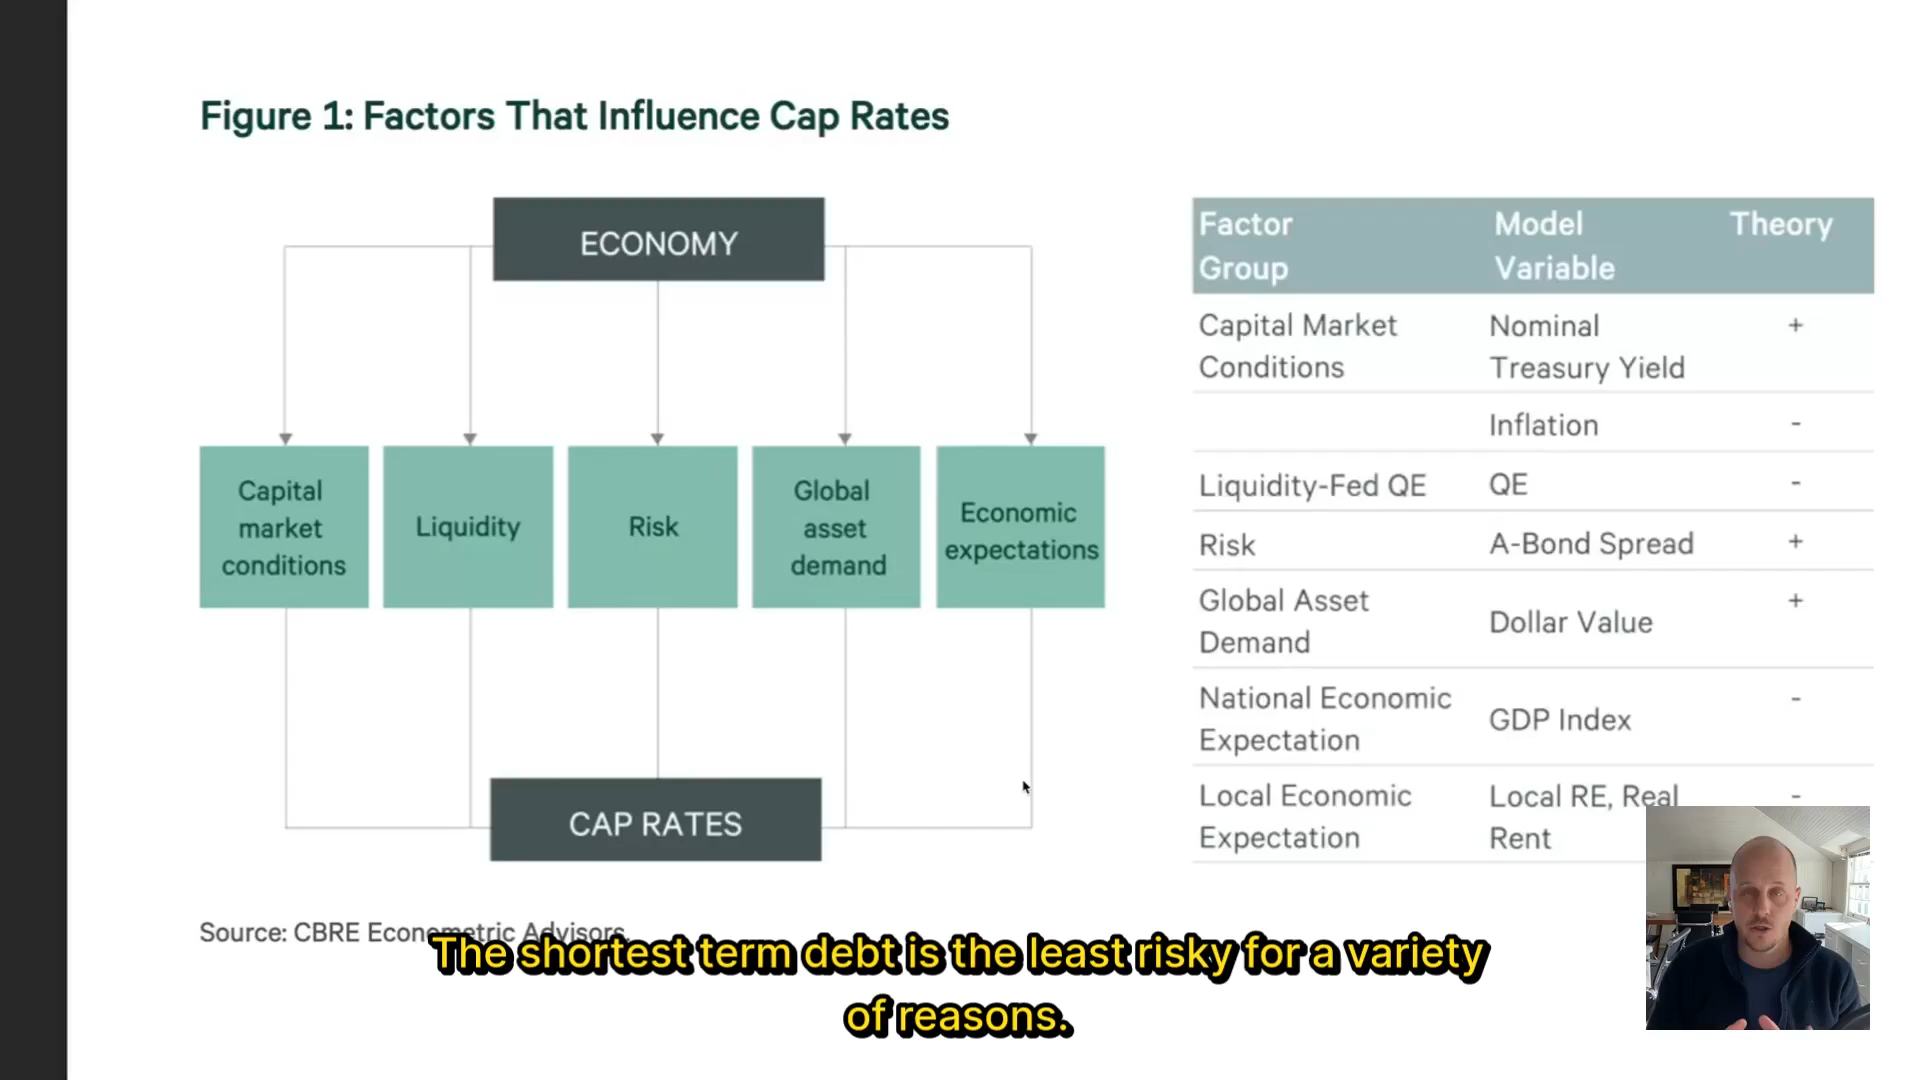 Figure 1: Factors That Influence Cap Rates
ECONOMY
Capital
market
conditions
Liquidity
Risk
Global
asset
demand
Economic
expectations
CAP RATES
Factor Group
Model Variable
Theory
Capital Market Conditions
Nominal Treasury Yield
+
Inflation
-
Liquidity-Fed QE
QE
-
Risk
A-Bond Spread
+
Global Asset Demand
Dollar Value
+
National Economic Expectation
GDP Index
-
Local Economic Expectation
Local RE, Real Rent
-
Source: CBRE Econometric Advisors.
The shortest term debt is the least risky for a variety
of reasons.